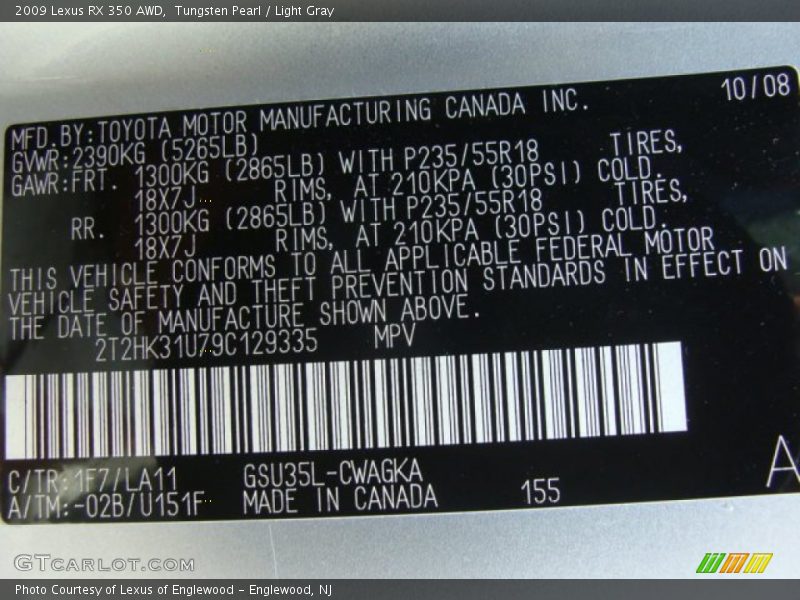 2009 Lexus RX 350 AWD,  Tungsten Pearl / Light Gray
10/08
MFD.BY:TOYOTA MOTOR MANUFACTURING CANADA INC.
GVWR:2390KG (5265LB)
GAWR:FRT. 1300KG (2865LB) WITH P235/55R18 TIRES,
18X7J RIMS, AT 210KPA (30PSI) COLD.
RR. 1300KG (2865LB) WITH P235/55R18 TIRES,
18X7J RIMS, AT 210KPA (30PSI) COLD.
THIS VEHICLE CONFORMS TO ALL APPLICABLE FEDERAL MOTOR
VEHICLE SAFETY AND THEFT PREVENTION STANDARDS IN EFFECT ON
THE DATE OF MANUFACTURE SHOWN ABOVE.
2T2HK31U79C129335 MPV
C/TR:1F7/LA11 GSU35L-CWAGKA
A/TM:-02B/U151F MADE IN CANADA 155
A
GTCARLOT.COM
Photo Courtesy of Lexus of Englewood - Englewood, NJ